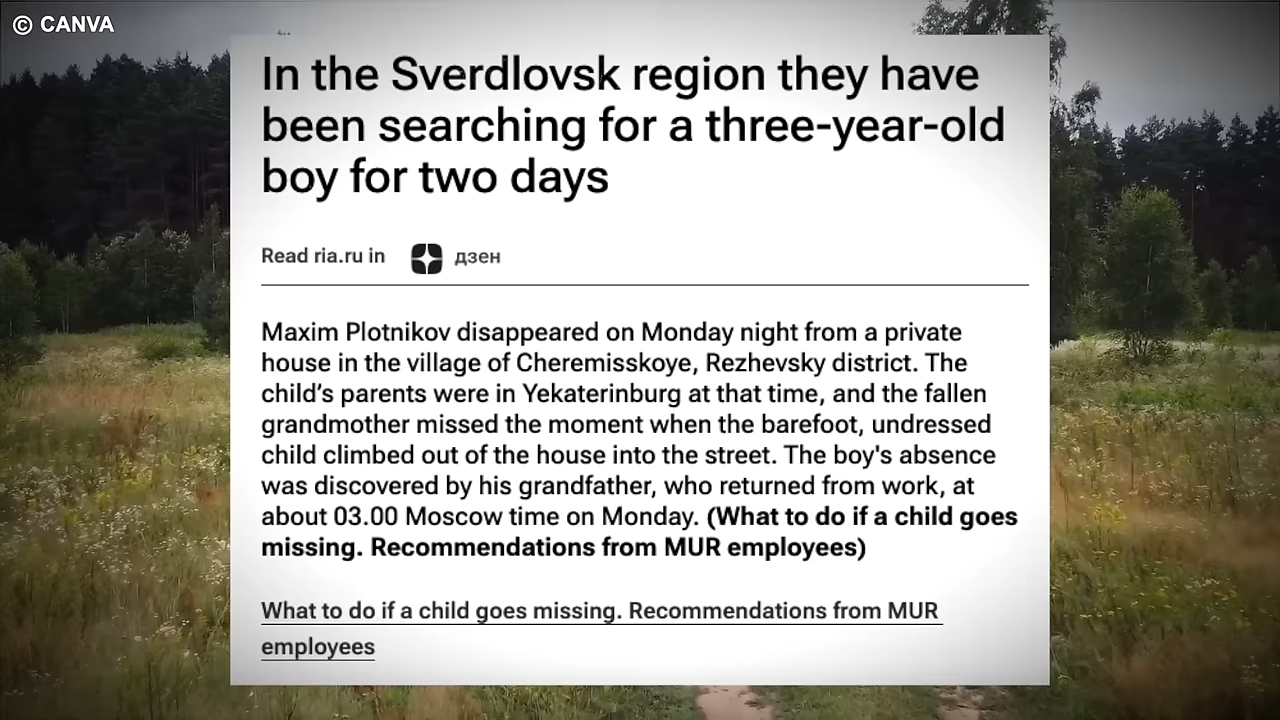 © CANVA
In the Sverdlovsk region they have
been searching for a three-year-old
boy for two days
Read ria.ru in дзен
Maxim Plotnikov disappeared on Monday night from a private
house in the village of Cheremisskoye, Rezhevsky district. The
child’s parents were in Yekaterinburg at that time, and the fallen
grandmother missed the moment when the barefoot, undressed
child climbed out of the house into the street. The boy's absence
was discovered by his grandfather, who returned from work, at
about 03.00 Moscow time on Monday. (What to do if a child goes
missing. Recommendations from MUR employees)
What to do if a child goes missing. Recommendations from MUR
employees